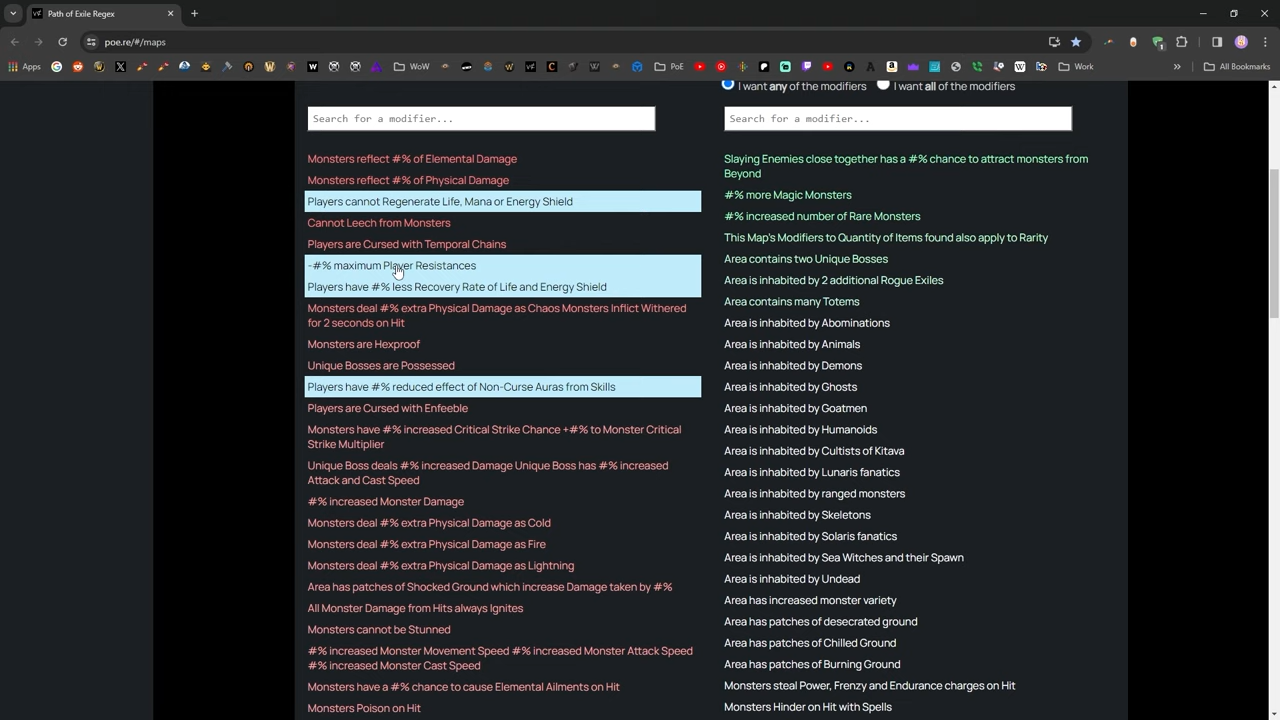 Path of Exile Regex
poe.re/#/maps
Apps
WoW
PoE
Work
All Bookmarks
I want any of the modifiers
I want all of the modifiers
Search for a modifier...
Monsters reflect #% of Elemental Damage
Monsters reflect #% of Physical Damage
Players cannot Regenerate Life, Mana or Energy Shield
Cannot Leech from Monsters
Players are Cursed with Temporal Chains
-#% maximum Player Resistances
Players have #% less Recovery Rate of Life and Energy Shield
Monsters deal #% extra Physical Damage as Chaos Monsters Inflict Withered
for 2 seconds on Hit
Monsters are Hexproof
Unique Bosses are Possessed
Players have #% reduced effect of Non-Curse Auras from Skills
Players are Cursed with Enfeeble
Monsters have #% increased Critical Strike Chance +#% to Monster Critical
Strike Multiplier
Unique Boss deals #% increased Damage Unique Boss has #% increased
Attack and Cast Speed
#% increased Monster Damage
Monsters deal #% extra Physical Damage as Cold
Monsters deal #% extra Physical Damage as Fire
Monsters deal #% extra Physical Damage as Lightning
Area has patches of Shocked Ground which increase Damage taken by #%
All Monster Damage from Hits always Ignites
Monsters cannot be Stunned
#% increased Monster Movement Speed #% increased Monster Attack Speed
#% increased Monster Cast Speed
Monsters have a #% chance to cause Elemental Ailments on Hit
Monsters Poison on Hit
Search for a modifier...
Slaying Enemies close together has a #% chance to attract monsters from
Beyond
#% more Magic Monsters
#% increased number of Rare Monsters
This Map's Modifiers to Quantity of Items found also apply to Rarity
Area contains two Unique Bosses
Area is inhabited by 2 additional Rogue Exiles
Area contains many Totems
Area is inhabited by Abominations
Area is inhabited by Animals
Area is inhabited by Demons
Area is inhabited by Ghosts
Area is inhabited by Goatmen
Area is inhabited by Humanoids
Area is inhabited by Cultists of Kitava
Area is inhabited by Lunaris fanatics
Area is inhabited by ranged monsters
Area is inhabited by Skeletons
Area is inhabited by Solaris fanatics
Area is inhabited by Sea Witches and their Spawn
Area is inhabited by Undead
Area has increased monster variety
Area has patches of desecrated ground
Area has patches of Chilled Ground
Area has patches of Burning Ground
Monsters steal Power, Frenzy and Endurance charges on Hit
Monsters Hinder on Hit with Spells